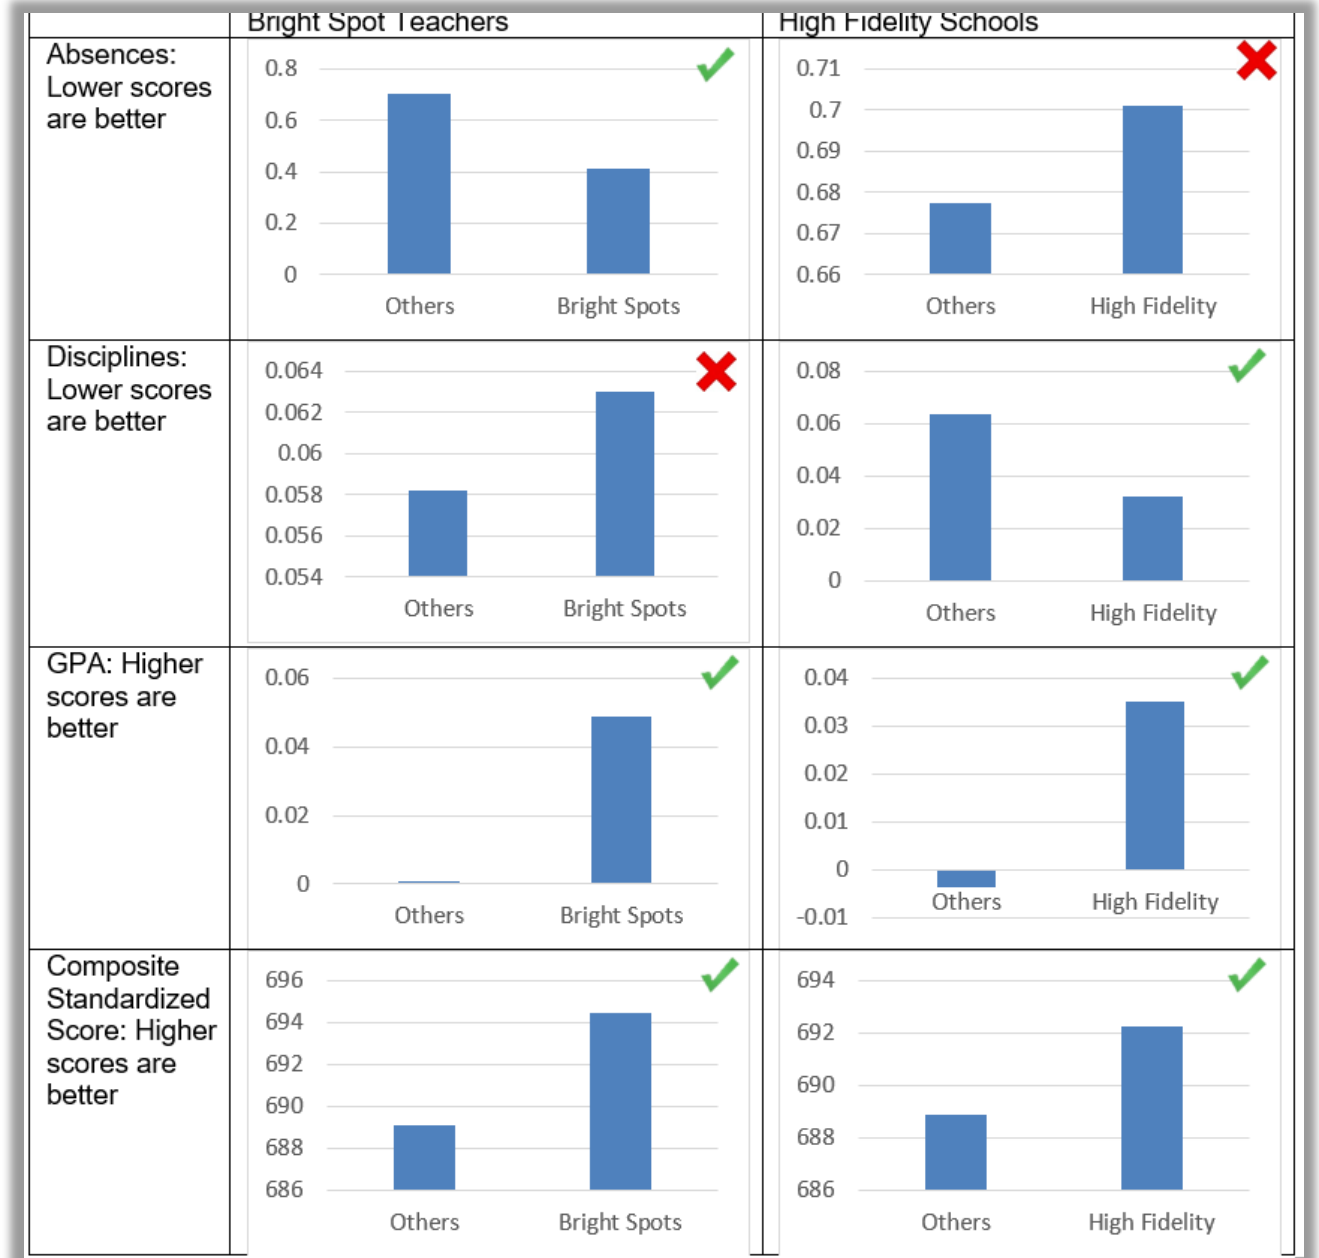 Bright Spot Teachers
High Fidelity Schools
Absences:
Lower scores
are better
0.8
0.6
0.4
0.2
0
Others
Bright Spots
0.71
0.7
0.69
0.68
0.67
0.66
Others
High Fidelity
Disciplines:
Lower scores
are better
0.064
0.062
0.06
0.058
0.056
0.054
Others
Bright Spots
0.08
0.06
0.04
0.02
0
Others
High Fidelity
GPA: Higher
scores are
better
0.06
0.04
0.02
0
Others
Bright Spots
0.04
0.03
0.02
0.01
0
-0.01
Others
High Fidelity
Composite
Standardized
Score: Higher
scores are
better
696
694
692
690
688
686
Others
Bright Spots
694
692
690
688
686
Others
High Fidelity